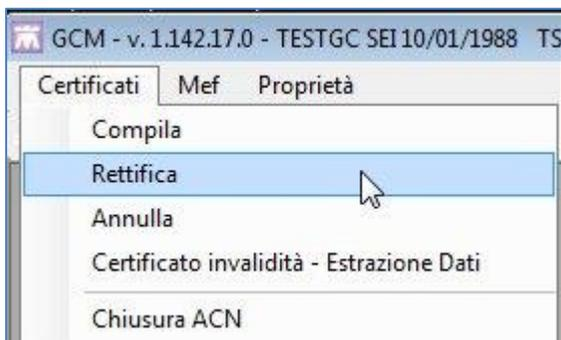 GCM - v. 1.142.17.0 - TESTGC SEI 10/01/1988 TS
Certificati Mef Proprietà
Compila
Rettifica
Annulla
Certificato invalidità - Estrazione Dati
Chiusura ACN